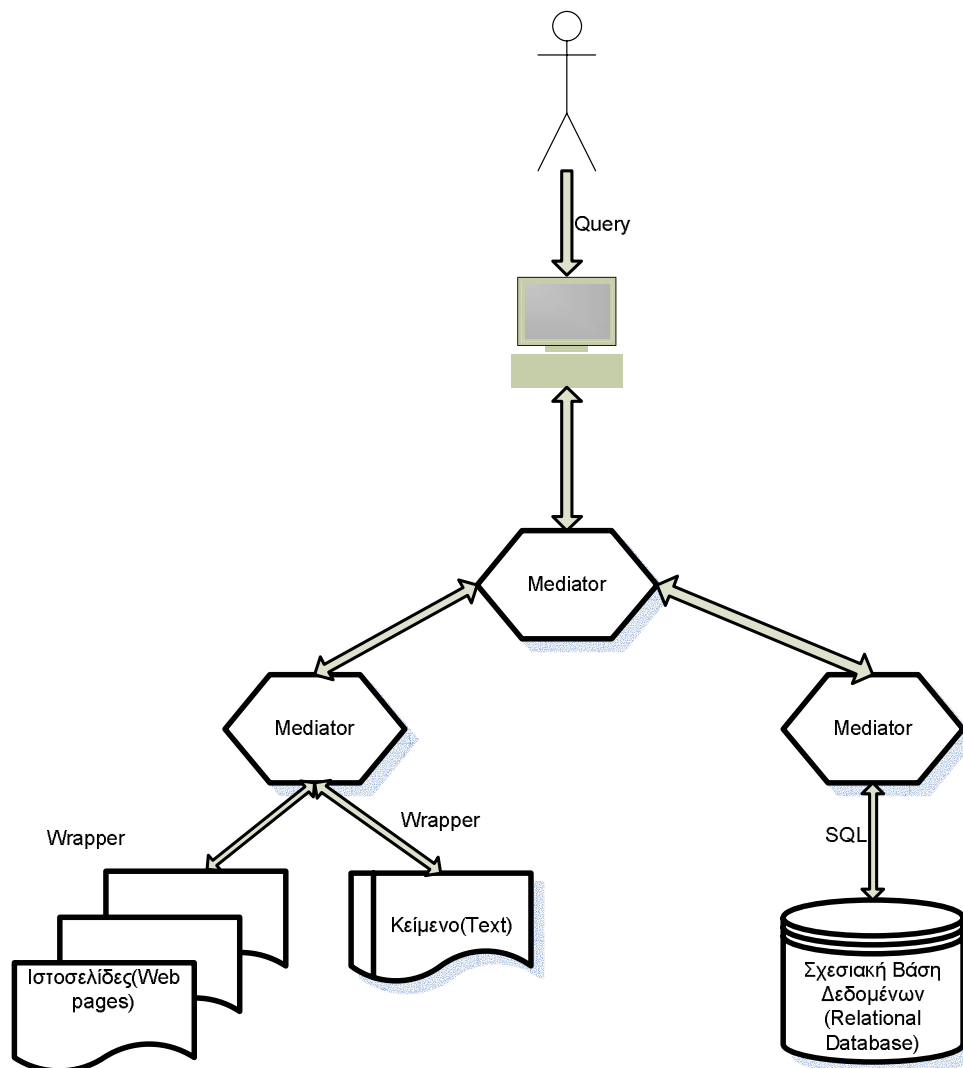 Query
Mediator
Mediator
Mediator
Wrapper
Wrapper
SQL
Κείμενο(Text)
Ιστοσελίδες(Web
pages)
Σχεσιακή Βάση
Δεδομένων
(Relational
Database)